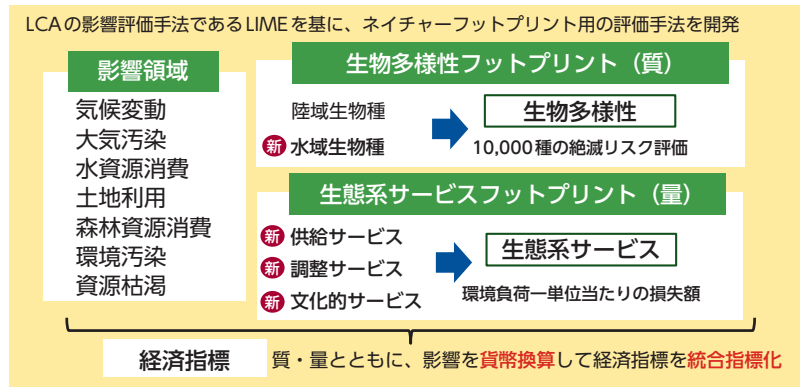 LCAの影響評価手法であるLIMEを基に、ネイチャーフットプリント用の評価手法を開発
影響領域
気候変動
大気汚染
水資源消費
土地利用
森林資源消費
環境汚染
資源枯渇
生物多様性フットプリント（質）
陸域生物種
新 水域生物種
生物多様性
10,000種の絶滅リスク評価
生態系サービスフットプリント（量）
新 供給サービス
新 調整サービス
新 文化的サービス
生態系サービス
環境負荷一単位当たりの損失額
経済指標 質・量とともに、影響を貨幣換算して経済指標を統合指標化